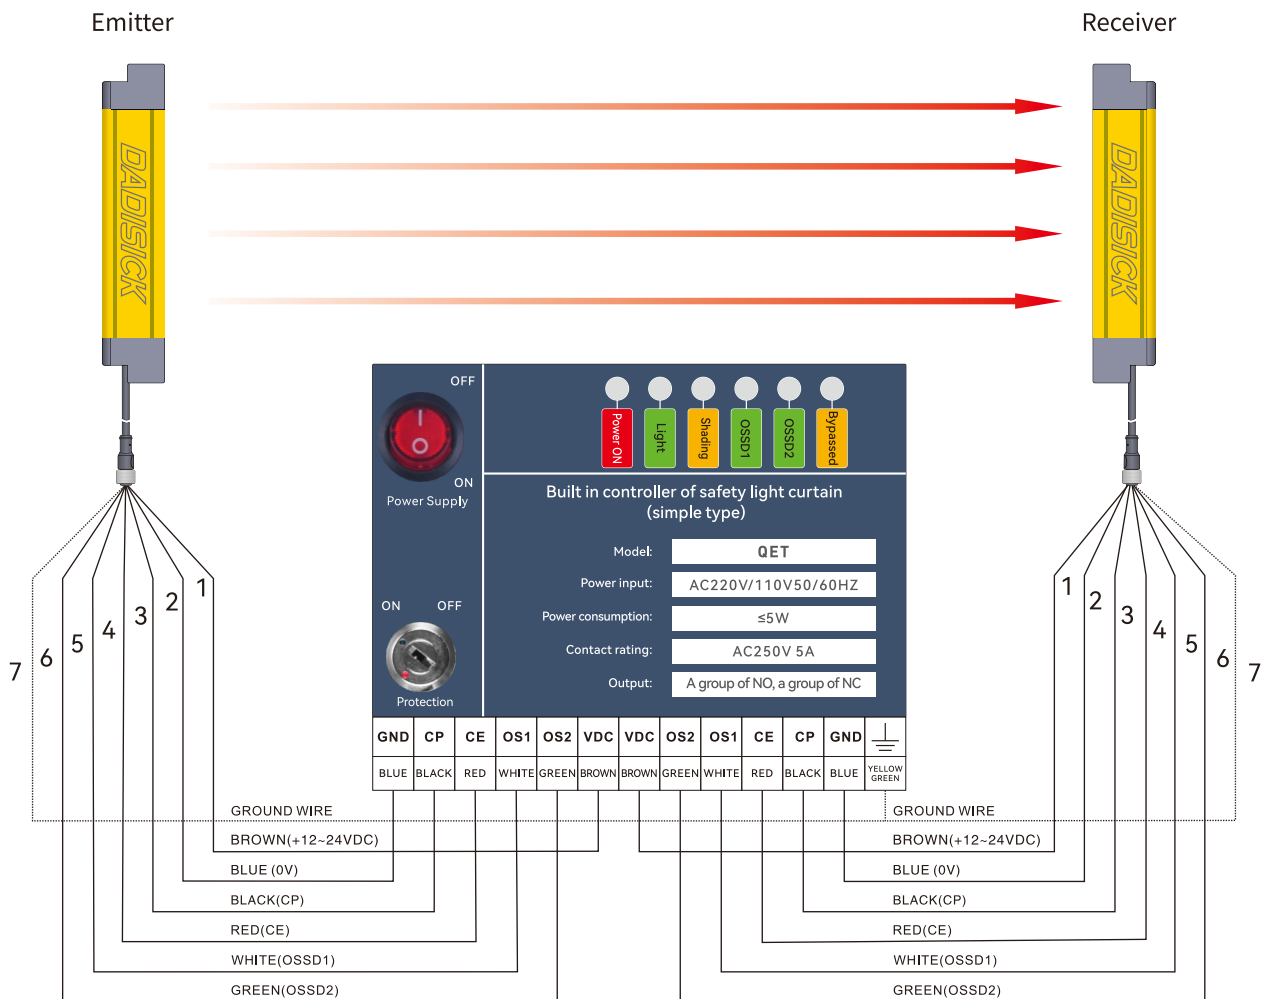 Emitter
Receiver
DADISICK
DADISICK
OFF
ON
Power Supply
Power ON
Light
Shading
OSSD1
OSSD2
Bypassed
Built in controller of safety light curtain
(simple type)
Model: QET
Power input: AC220V/110V50/60HZ
Power consumption: ≤5W
Contact rating: AC250V 5A
Output: A group of NO, a group of NC
ON OFF
Protection
GND CP CE OS1 OS2 VDC VDC OS2 OS1 CE CP GND
BLUE BLACK RED WHITE GREEN BROWN BROWN GREEN WHITE RED BLACK BLUE YELLOW GREEN
7 6 5 4 3 2 1
1 2 3 4 5 6 7
GROUND WIRE
BROWN(+12~24VDC)
BLUE (0V)
BLACK(CP)
RED(CE)
WHITE(OSSD1)
GREEN(OSSD2)
GROUND WIRE
BROWN(+12~24VDC)
BLUE (0V)
BLACK(CP)
RED(CE)
WHITE(OSSD1)
GREEN(OSSD2)